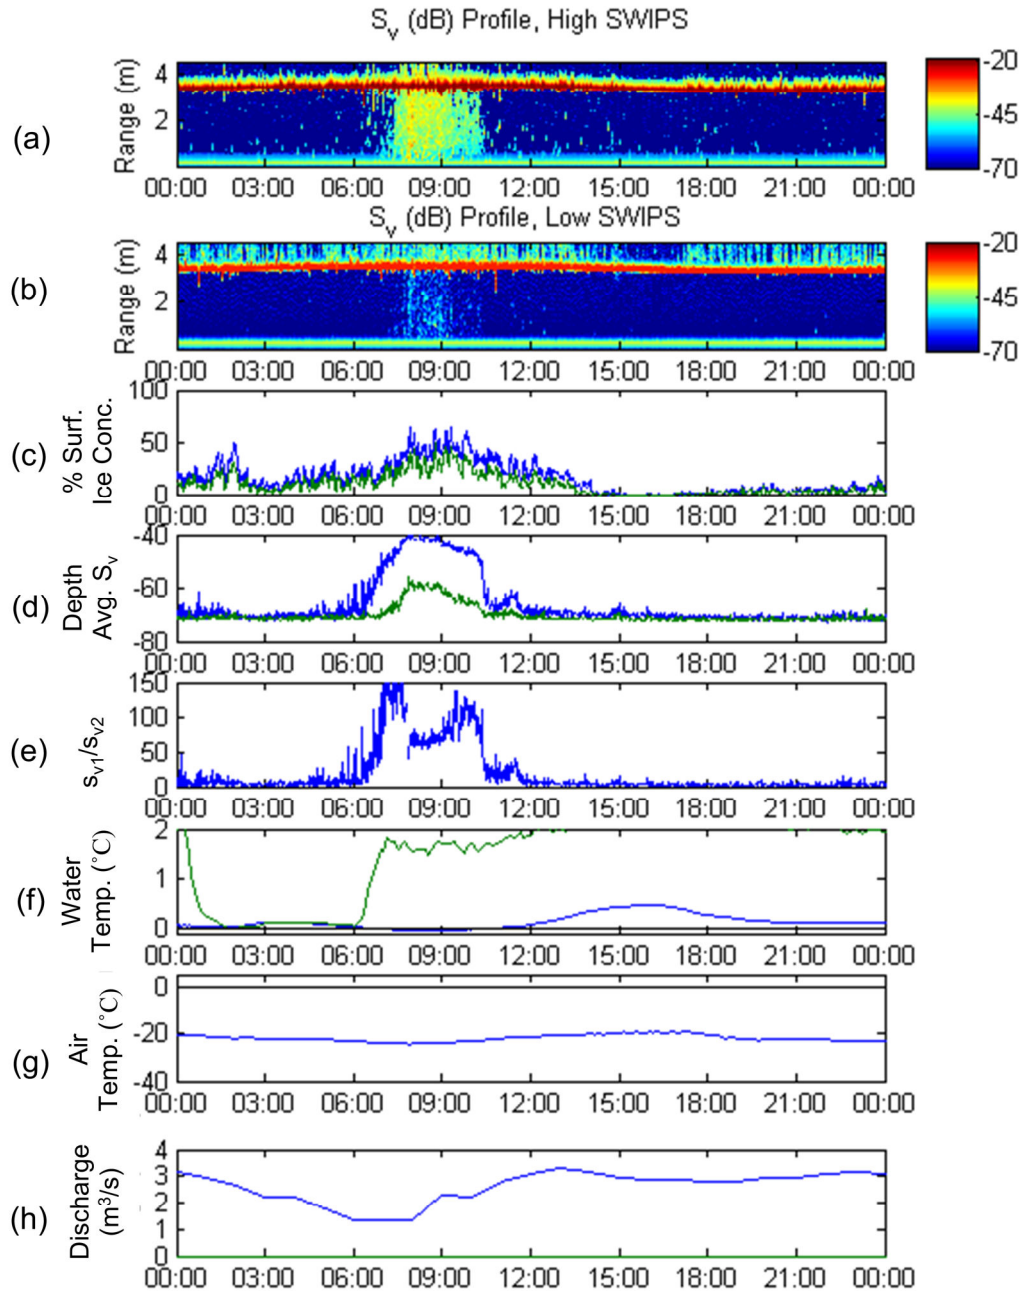 S_v (dB) Profile, High SWIPS
(a)
Range (m)
4
2
00:00 03:00 06:00 09:00 12:00 15:00 18:00 21:00 00:00
-20
-45
-70
S_v (dB) Profile, Low SWIPS
(b)
Range (m)
4
2
00:00 03:00 06:00 09:00 12:00 15:00 18:00 21:00 00:00
-20
-45
-70
(c)
% Surf.
Ice Conc.
100
50
0
00:00 03:00 06:00 09:00 12:00 15:00 18:00 21:00 00:00
(d)
Depth
Avg. S_v
-40
-60
-80
00:00 03:00 06:00 09:00 12:00 15:00 18:00 21:00 00:00
(e)
s_v1/s_v2
150
100
50
0
00:00 03:00 06:00 09:00 12:00 15:00 18:00 21:00 00:00
(f)
Water
Temp. (°C)
2
1
0
00:00 03:00 06:00 09:00 12:00 15:00 18:00 21:00 00:00
(g)
Air
Temp. (°C)
0
-20
-40
00:00 03:00 06:00 09:00 12:00 15:00 18:00 21:00 00:00
(h)
Discharge
(m³/s)
4
3
2
1
0
00:00 03:00 06:00 09:00 12:00 15:00 18:00 21:00 00:00